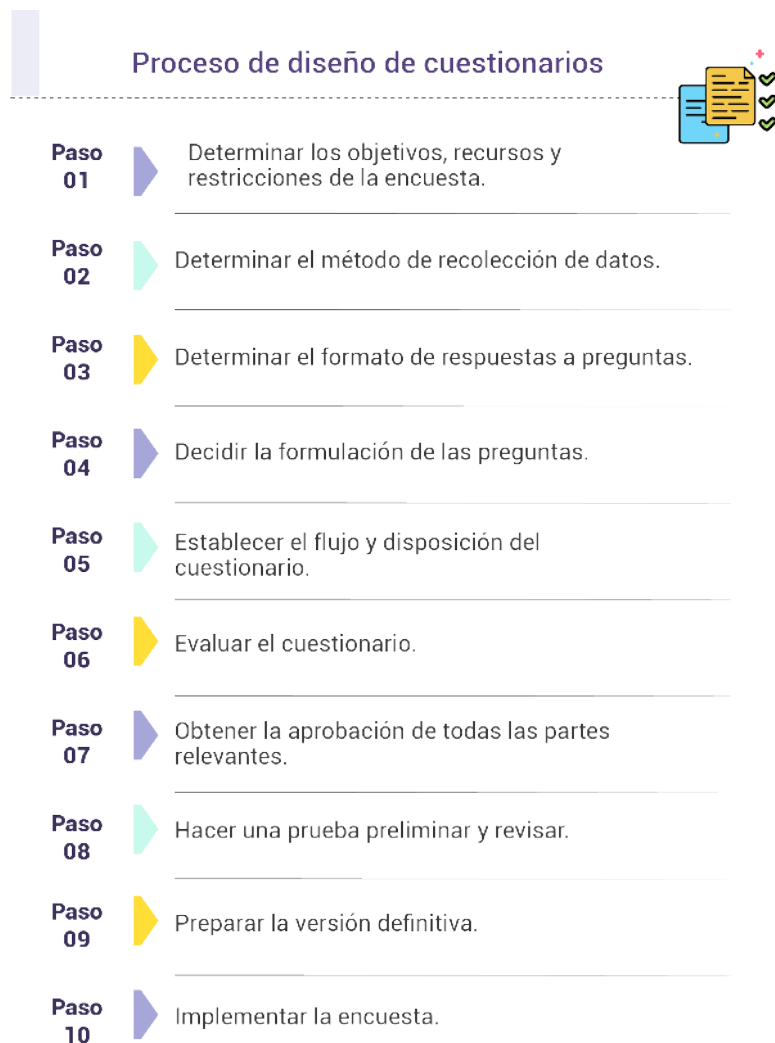 Proceso de diseño de cuestionarios
Paso
01
Determinar los objetivos, recursos y
restricciones de la encuesta.
Paso
02
Determinar el método de recolección de datos.
Paso
03
Determinar el formato de respuestas a preguntas.
Paso
04
Decidir la formulación de las preguntas.
Paso
05
Establecer el flujo y disposición del
cuestionario.
Paso
06
Evaluar el cuestionario.
Paso
07
Obtener la aprobación de todas las partes
relevantes.
Paso
08
Hacer una prueba preliminar y revisar.
Paso
09
Preparar la versión definitiva.
Paso
10
Implementar la encuesta.